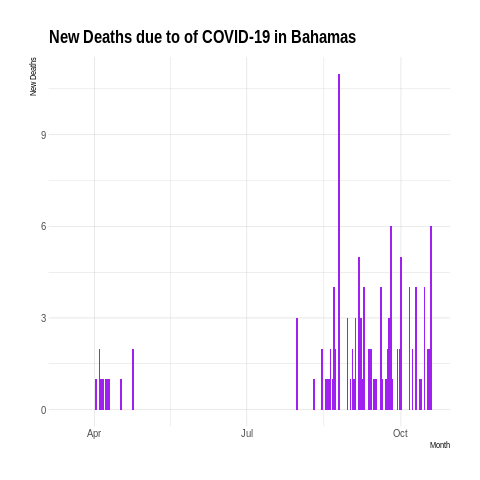 New Deaths due to of COVID-19 in Bahamas
New Deaths
9
6
3
0
Apr
Jul
Oct
Month